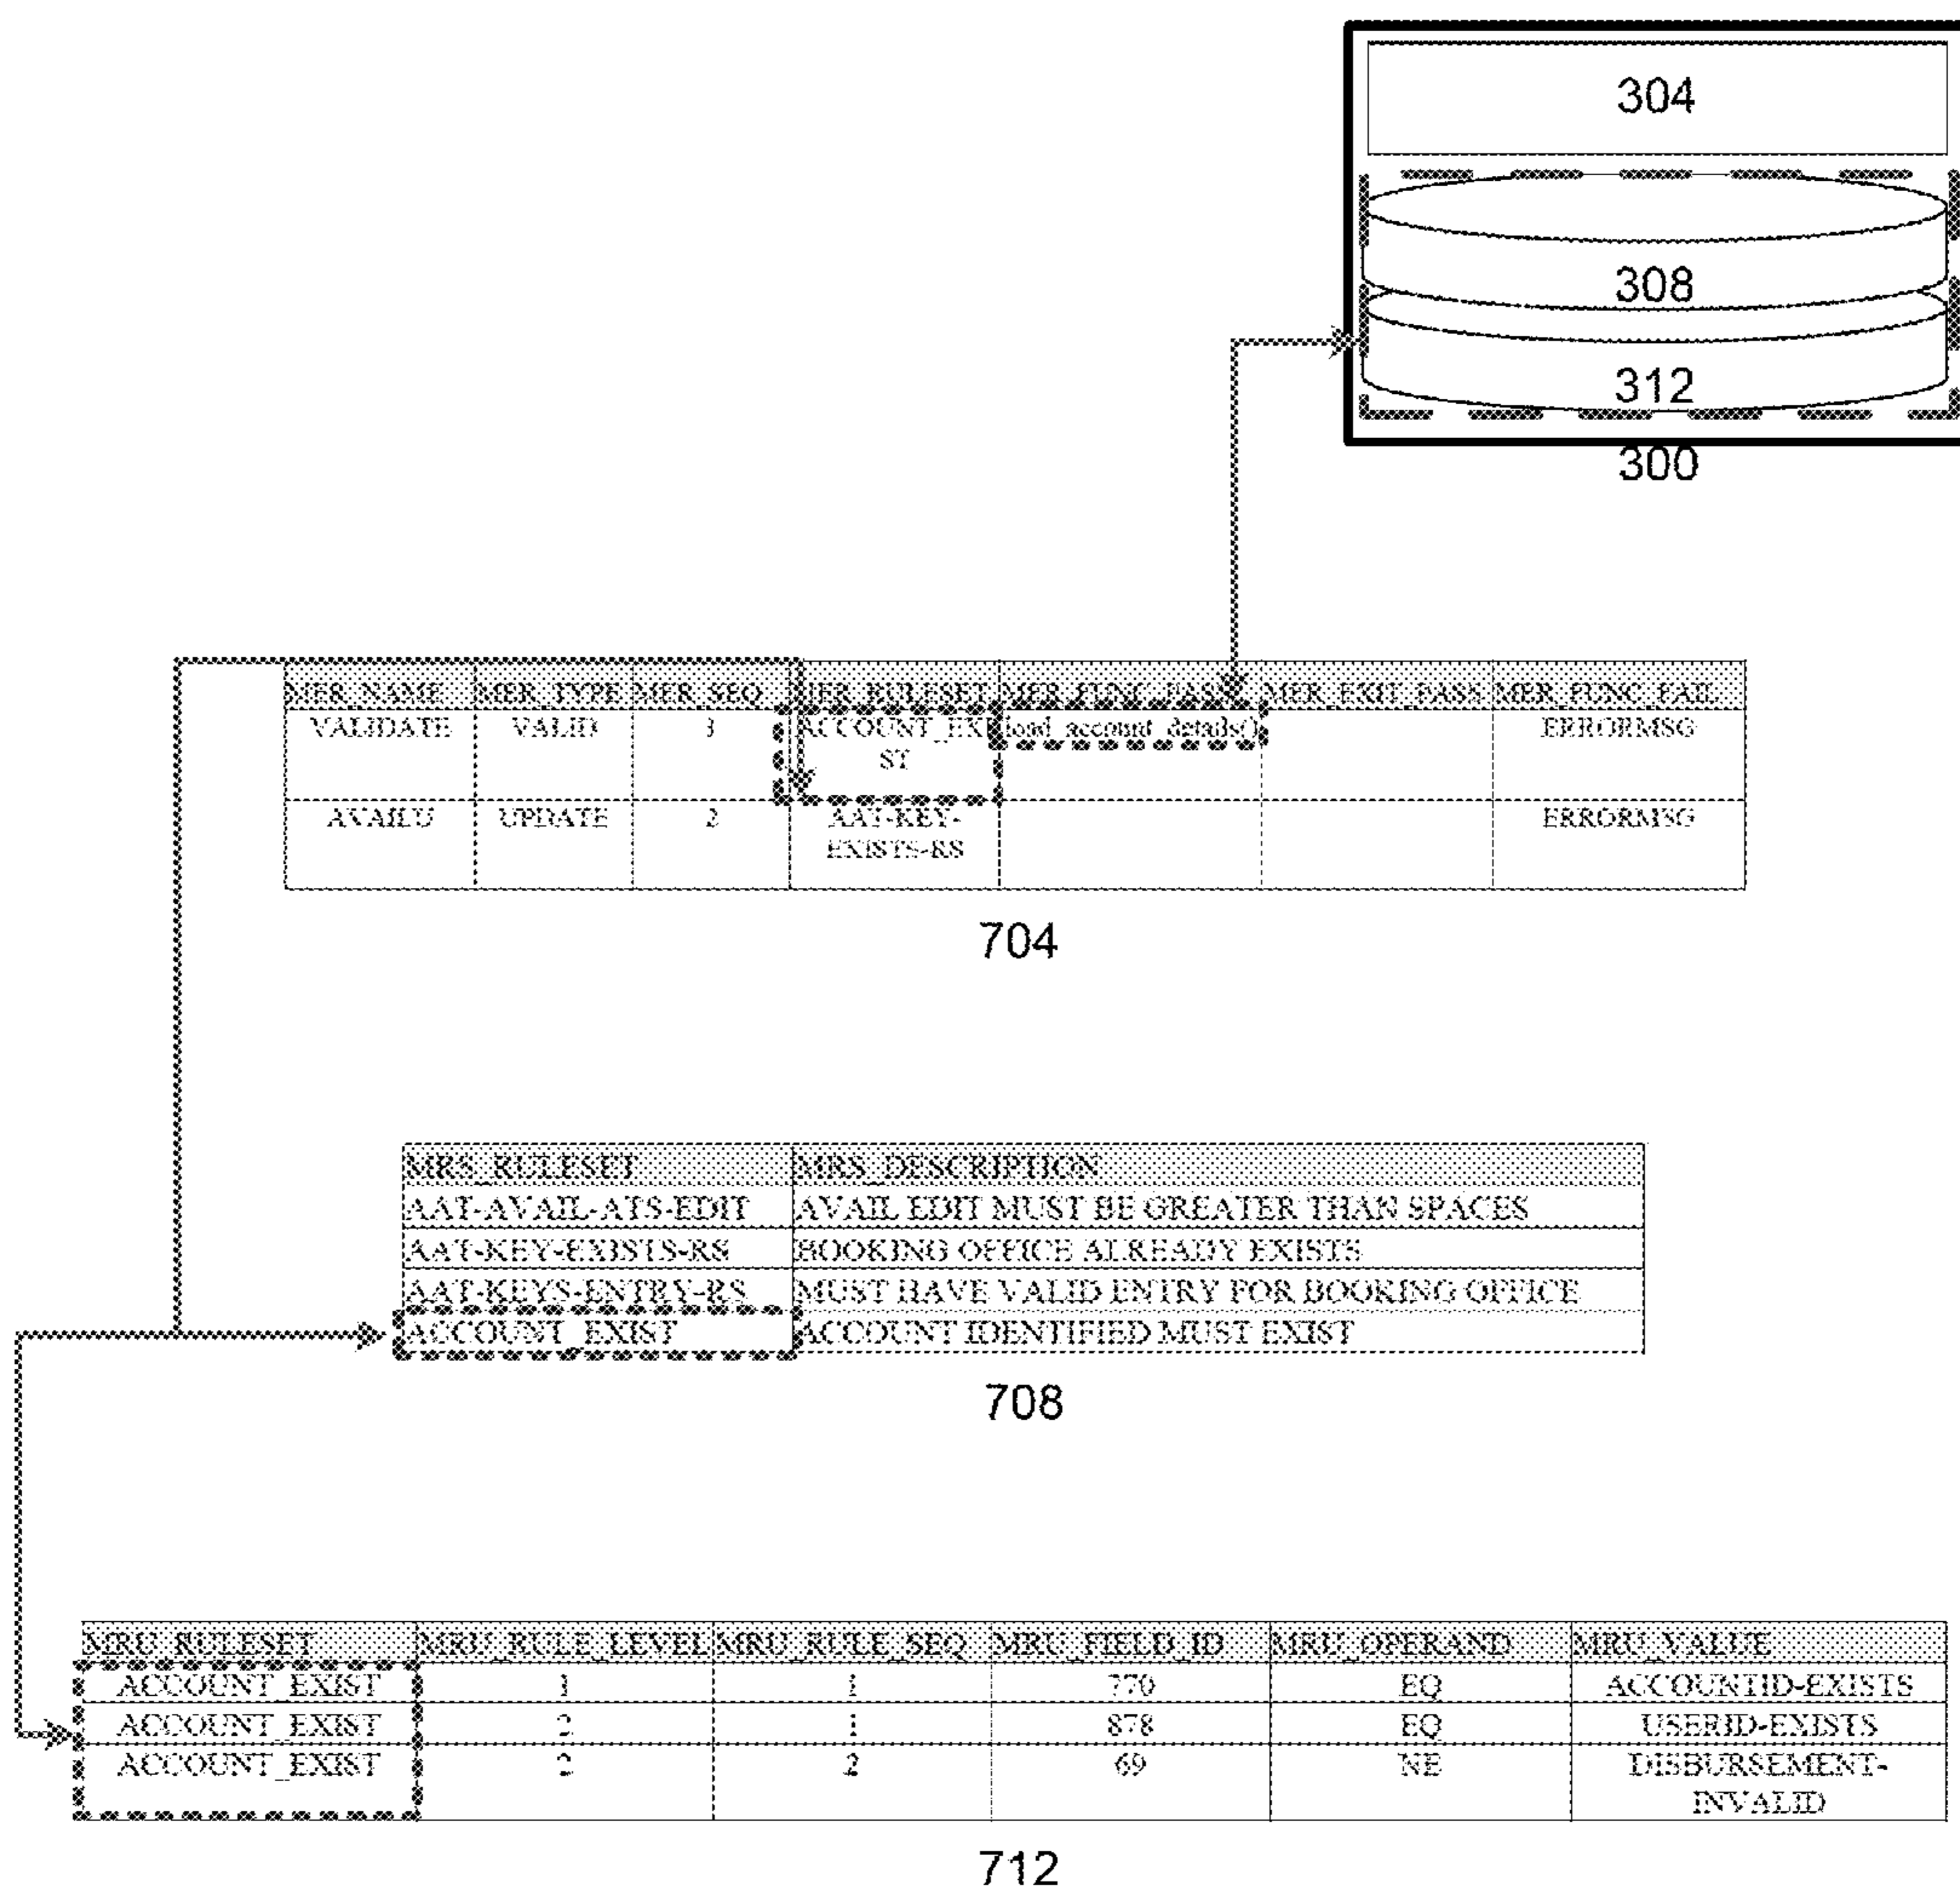 304
308
312
300
MER_NAME MER_TYPE MER_SEQ MER_RULESET MER_FUNC_PASS MER_EXIT_PASS MER_FUNC_FAIL
VALIDATE VALID ACCOUNT_EXI load_account_details() ERRORMSG
ST
AVAILU UPDATE 2 AAT-KEY- ERRORMSG
EXISTS-RS
704
MRS_RULESET MRS_DESCRIPTION
AAT-AVAIL-ATS-EDIT AVAIL EDIT MUST BE GREATER THAN SPACES
AAT-KEY-EXISTS-RS BOOKING OFFICE ALREADY EXISTS
AAT-KEYS-ENTRY-RS MUST HAVE VALID ENTRY FOR BOOKING OFFICE
ACCOUNT_EXIST ACCOUNT IDENTIFIED MUST EXIST
708
MRU_RULESET MRU_RULE_LEVEL MRU_RULE_SEQ MRU_FIELD_ID MRU_OPERAND MRU_VALUE
ACCOUNT_EXIST 1 1 770 EQ ACCOUNTID-EXISTS
ACCOUNT_EXIST 2 1 878 EQ USERID-EXISTS
ACCOUNT_EXIST 2 2 69 NE DISBURSEMENT-
INVALID
712